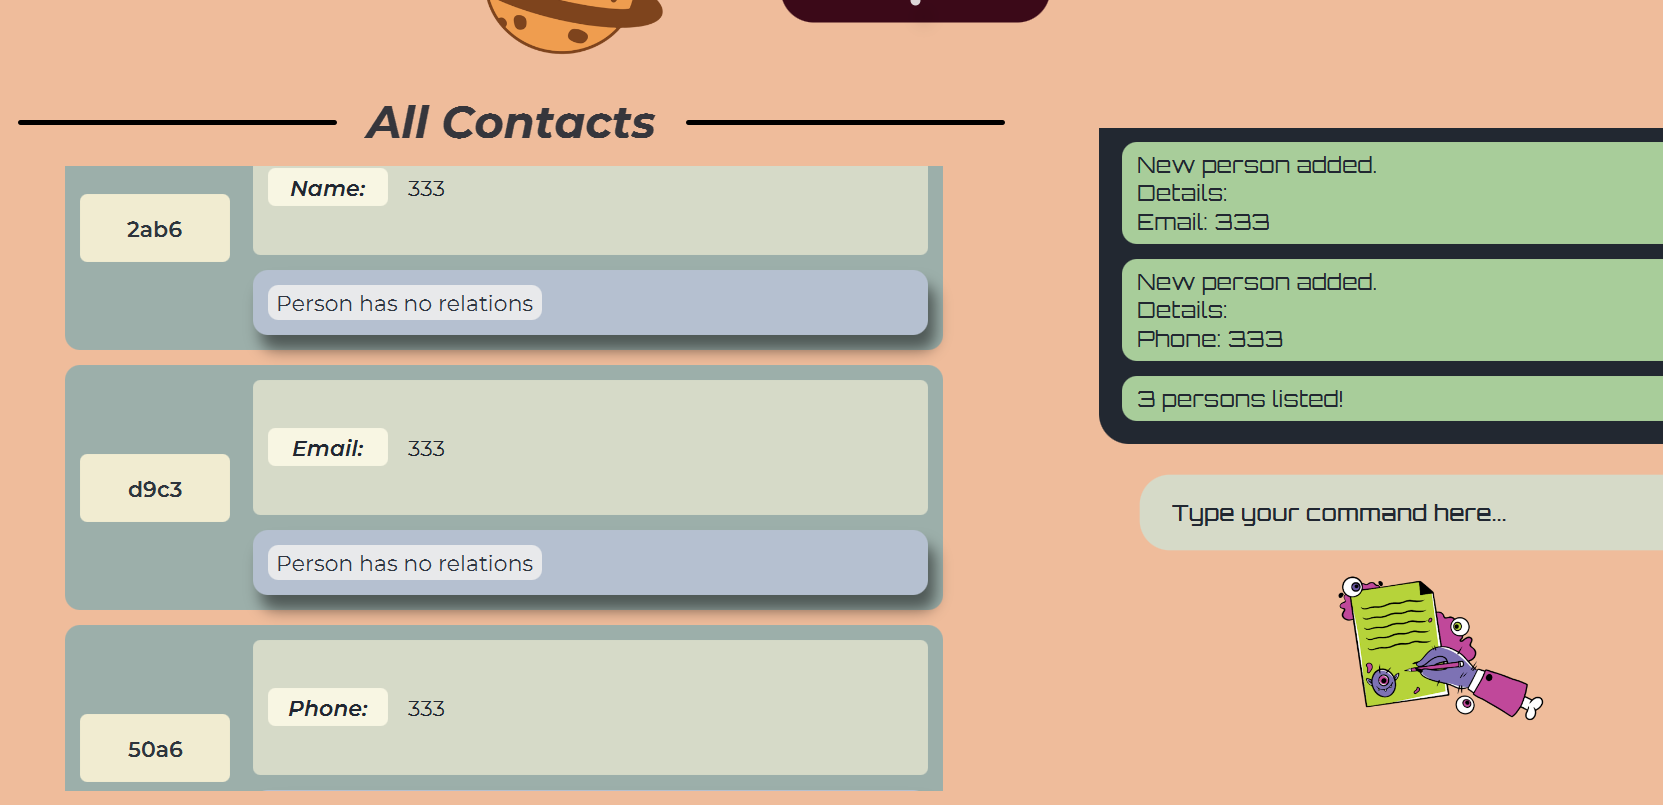 All Contacts
2ab6
Name: 333
Person has no relations
d9c3
Email: 333
Person has no relations
50a6
Phone: 333
New person added.
Details:
Email: 333
New person added.
Details:
Phone: 333
3 persons listed!
Type your command here...